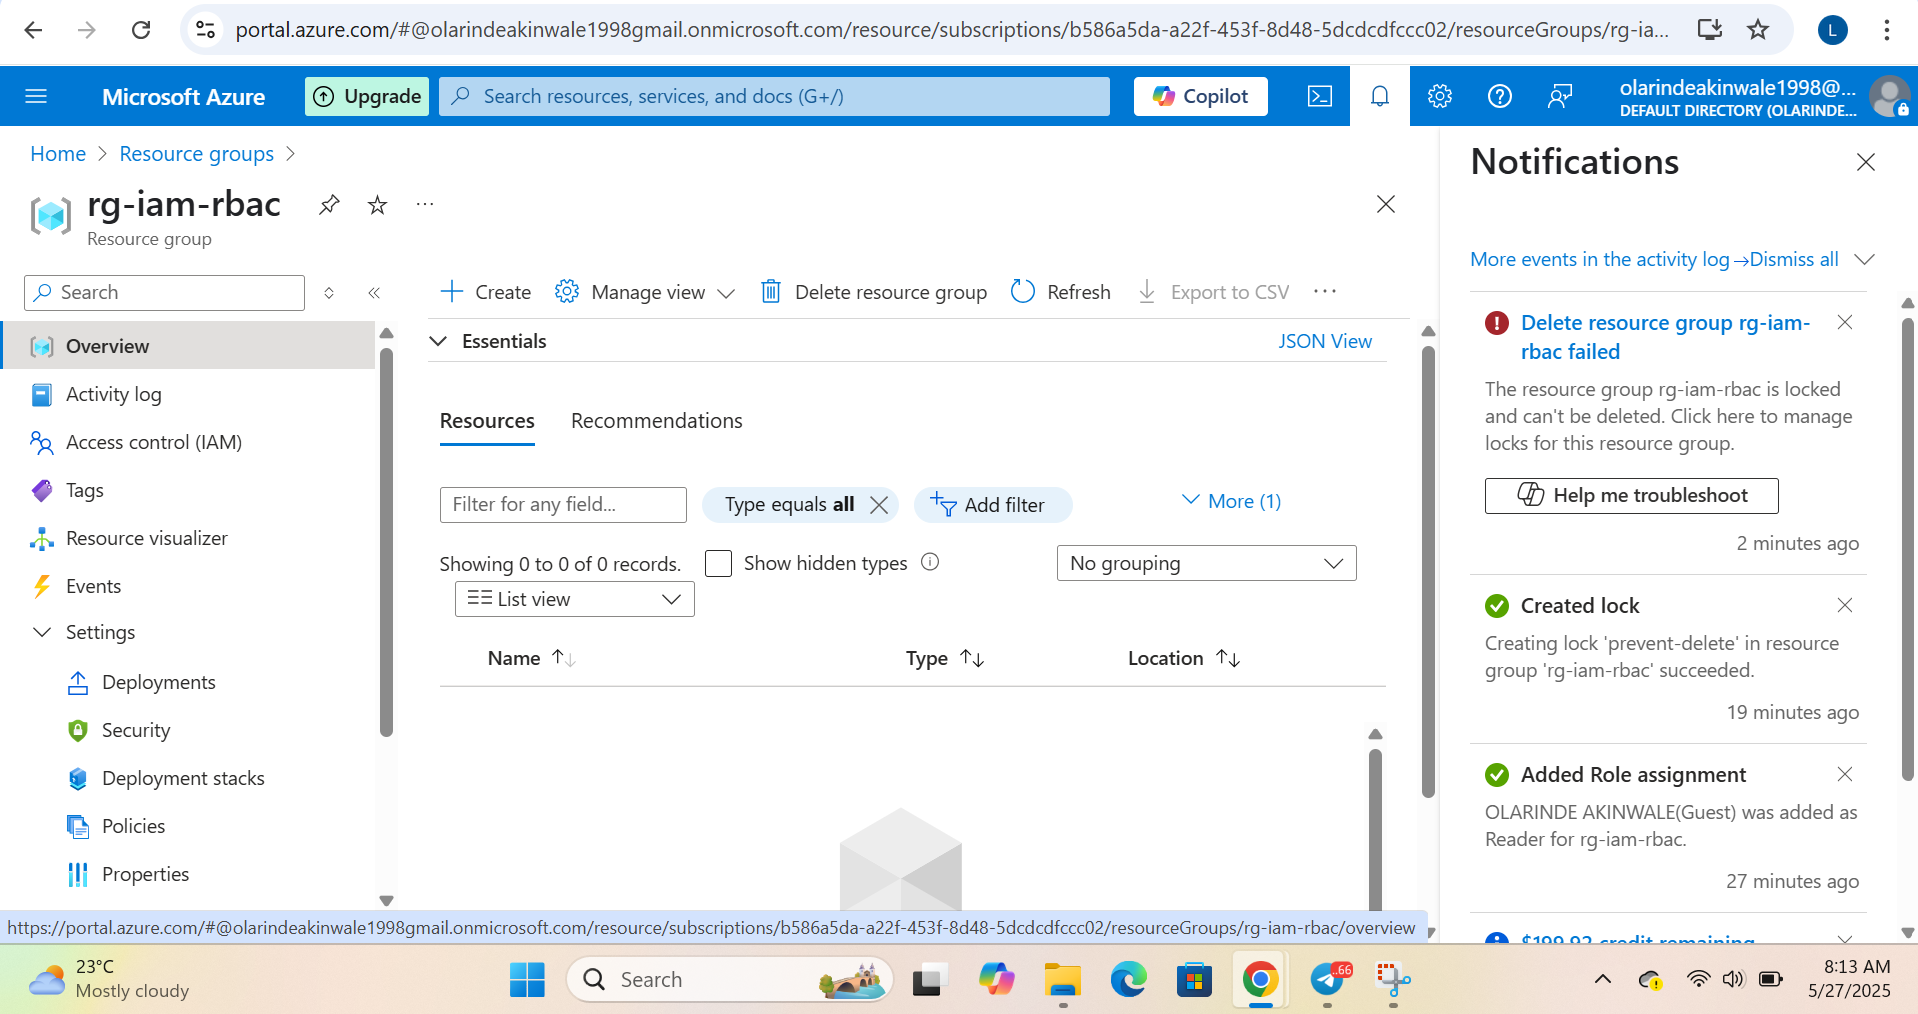 portal.azure.com/#@olarindeakinwale1998gmail.onmicrosoft.com/resource/subscriptions/b586a5da-a22f-453f-8d48-5dcdcdfccc02/resourceGroups/rg-ia...
L
Microsoft Azure
Upgrade
Search resources, services, and docs (G+/)
Copilot
olarindeakinwale1998@...
DEFAULT DIRECTORY (OLARINDE...
Home
Resource groups
rg-iam-rbac
Resource group
Search
Overview
Activity log
Access control (IAM)
Tags
Resource visualizer
Events
Settings
Deployments
Security
Deployment stacks
Policies
Properties
Create
Manage view
Delete resource group
Refresh
Export to CSV
Essentials
JSON View
Resources
Recommendations
Filter for any field...
Type equals all
Add filter
More (1)
Showing 0 to 0 of 0 records.
Show hidden types
No grouping
List view
Name
Type
Location
Notifications
More events in the activity log →
Dismiss all
Delete resource group rg-iam-
rbac failed
The resource group rg-iam-rbac is locked
and can't be deleted. Click here to manage
locks for this resource group.
Help me troubleshoot
2 minutes ago
Created lock
Creating lock 'prevent-delete' in resource
group 'rg-iam-rbac' succeeded.
19 minutes ago
Added Role assignment
OLARINDE AKINWALE(Guest) was added as
Reader for rg-iam-rbac.
27 minutes ago
$199.92 credit remaining
https://portal.azure.com/#@olarindeakinwale1998gmail.onmicrosoft.com/resource/subscriptions/b586a5da-a22f-453f-8d48-5dcdcdfccc02/resourceGroups/rg-iam-rbac/overview
23°C
Mostly cloudy
Search
..66
8:13 AM
5/27/2025